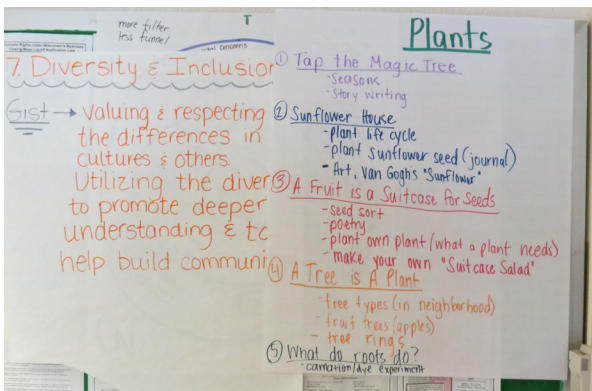 more filter
less funnel
T
Concerns
7. Diversity & Inclusion
Gist → valuing & respecting
the differences in
cultures & others.
Utilizing the diver
to promote deeper
understanding & to
help build communi
Plants
① Tap the Magic Tree
- Seasons
- Story writing
② Sunflower House
- plant life cycle
- plant sunflower seed (journal)
- Art, Van Goghs "Sunflower"
③ A Fruit is a Suitcase for Seeds
- seed sort
- poetry
- plant own plant (what a plant needs)
- make your own "Suitcase Salad"
④ A Tree is A Plant
- tree types (in neighborhood)
- fruit trees (apples)
- tree rings
⑤ What do roots do?
- carnation/dye experiment